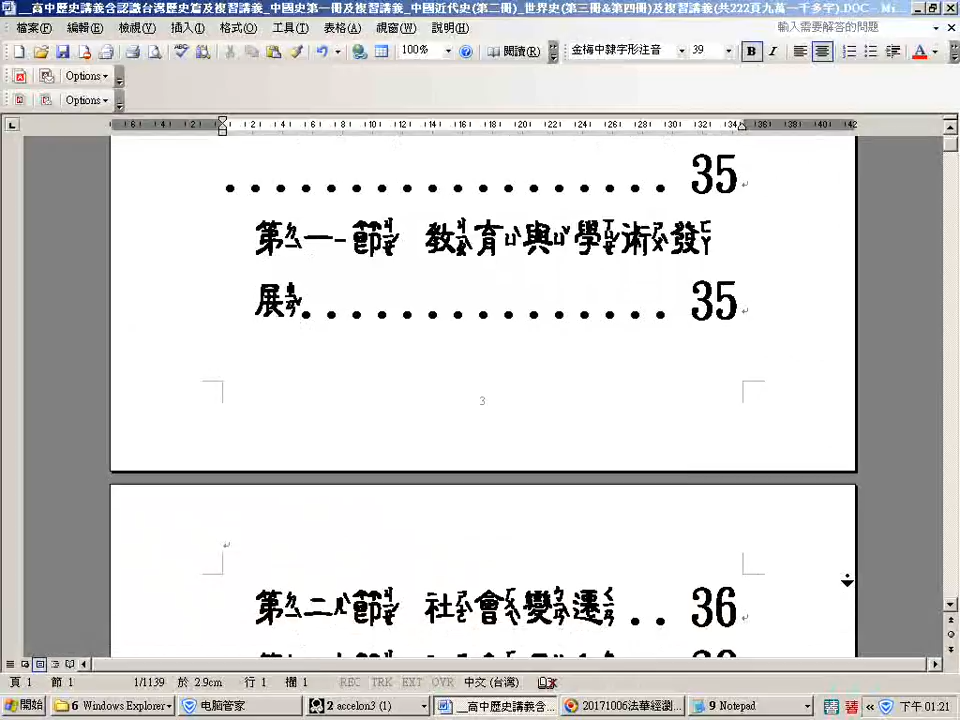 __高中歷史講義含認識台灣歷史篇及複習講義_中國史第一冊及複習講義_中國近代史(第二冊)_世界史(第三冊&第四冊)及複習講義(共222頁九萬一千多字).DOC - Mi...
檔案(F) 編輯(E) 檢視(V) 插入(I) 格式(O) 工具(T) 表格(A) 視窗(W) 說明(H) 輸入需要解答的問題
100% 閱讀(R) 金梅中隸字形注音 39 B I A
Options
Options
6 4 2 2 4 6 8 10 12 14 16 18 20 22 24 26 28 30 32 34 36 38 40 42
. . . . . . . . . . . . . . . . . . 35
第一節 教育與學術發
展. . . . . . . . . . . . . . . 35
3
第二節 社會變遷 . . 36
頁 1 節 1 1/1139 於 2.9cm 行 1 欄 1 REC TRK EXT OVR 中文 (台灣)
開始 6 Windows Explorer 电脑管家 2 accelon3 (1) __高中歷史講義含... 20171006法華經瀏... 9 Notepad 下午 01:21